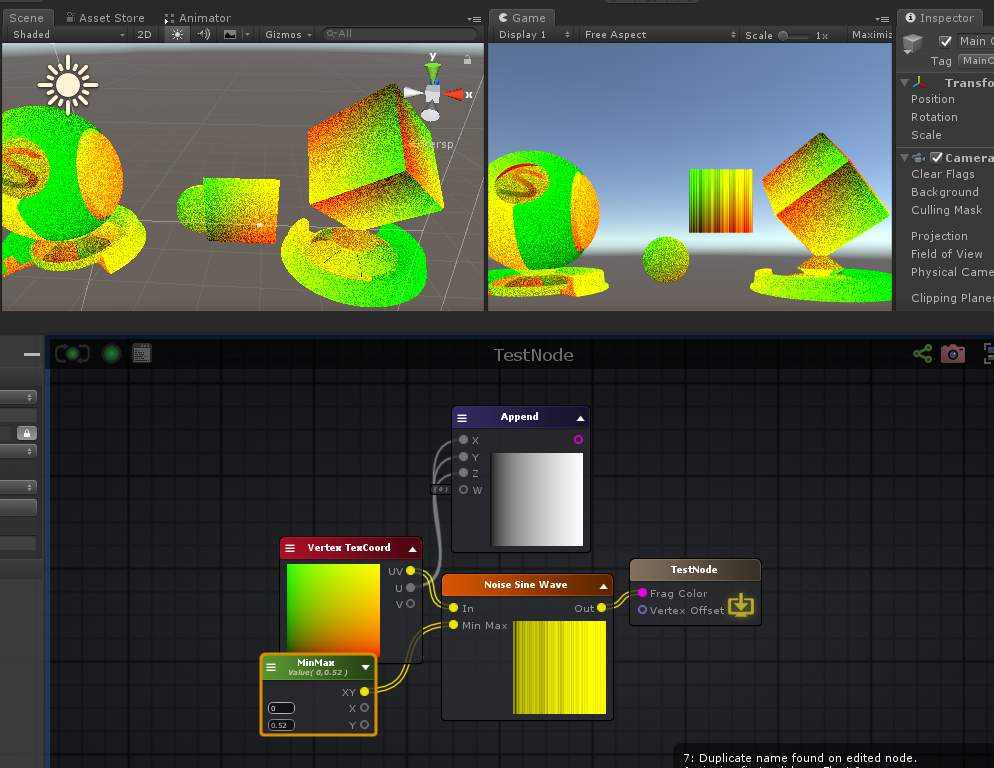 Scene
Asset Store
Animator
Shaded
2D
Gizmos
All
y
x
Persp
Game
Display 1
Free Aspect
Scale
1x
Maximiz
Inspector
Main C
Tag
MainC
Transfo
Position
Rotation
Scale
Camera
Clear Flags
Background
Culling Mask
Projection
Field of View
Physical Came
Clipping Planes
TestNode
Append
X
Y
Z
( 0 )
W
Vertex TexCoord
UV
U
V
Noise Sine Wave
In
Out
Min Max
TestNode
Frag Color
Vertex Offset
MinMax
Value( 0,0.52 )
XY
0
X
0.52
Y
7: Duplicate name found on edited node.